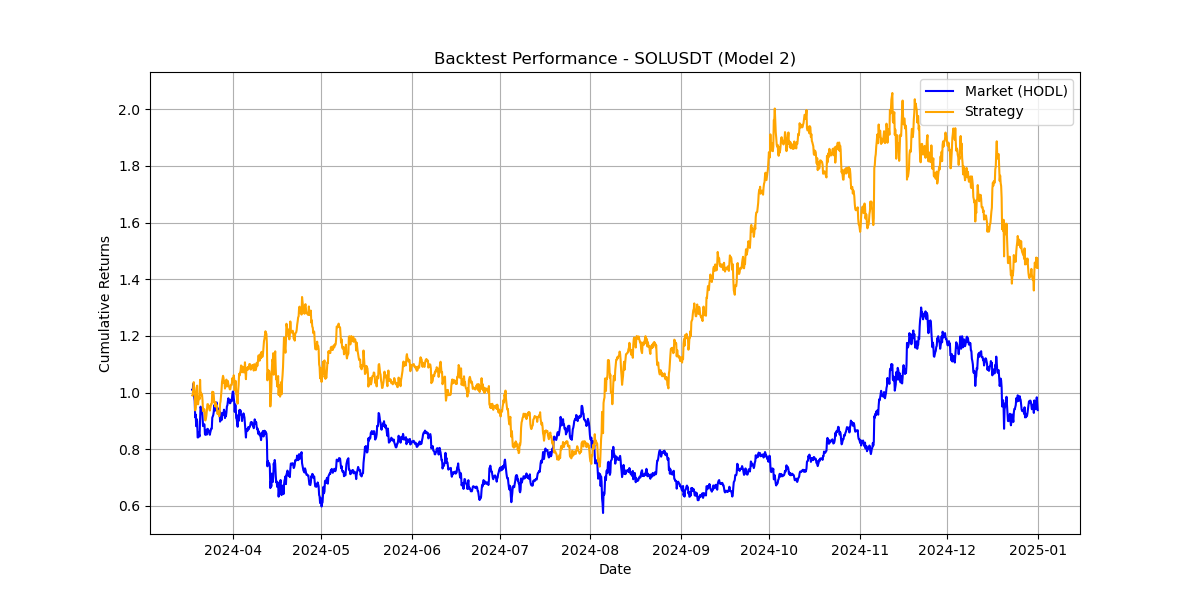 Backtest Performance - SOLUSDT (Model 2)
Market (HODL)
Strategy
Cumulative Returns
2.0
1.8
1.6
1.4
1.2
1.0
0.8
0.6
2024-04 2024-05 2024-06 2024-07 2024-08 2024-09 2024-10 2024-11 2024-12 2025-01
Date